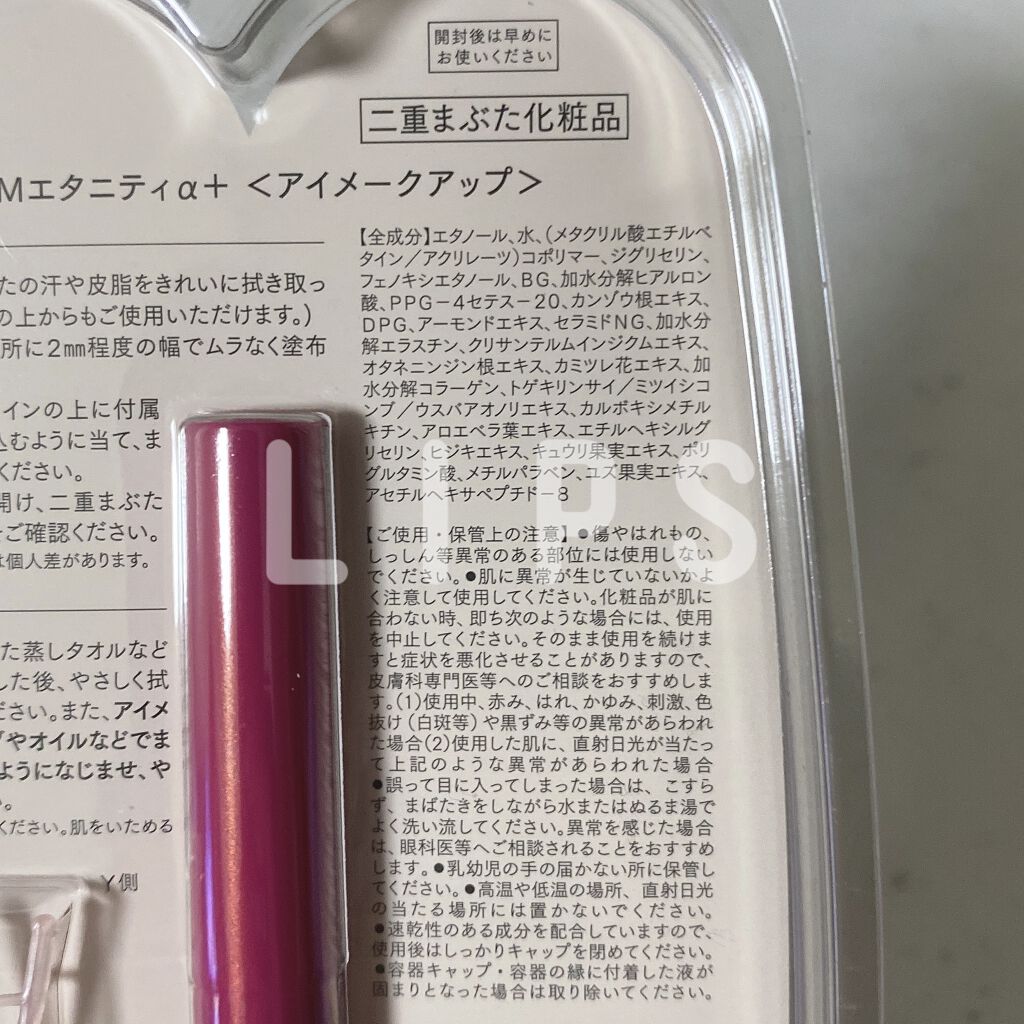 開封後は早めに
お使いください
二重まぶた化粧品
Mエタニティα＋ ＜アイメークアップ＞
たの汗や皮脂をきれいに拭き取っ
の上からもご使用いただけます。）
所に2㎜程度の幅でムラなく塗布
インの上に付属
込むように当て、ま
ください。
開け、二重まぶた
をご確認ください。
は個人差があります。
た蒸しタオルなど
した後、やさしく拭
ださい。また、アイメ
ブやオイルなどでま
ようになじませ、や
い。
ください。肌をいためる
Y側
【全成分】エタノール、水、（メタクリル酸エチルベ
タイン／アクリレーツ）コポリマー、ジグリセリン、
フェノキシエタノール、BG、加水分解ヒアルロン
酸、PPG－4セテス－20、カンゾウ根エキス、
DPG、アーモンドエキス、セラミドNG、加水分
解エラスチン、クリサンテルムインジクムエキス、
オタネニンジン根エキス、カミツレ花エキス、加
水分解コラーゲン、トゲキリンサイ／ミツイシコ
ンブ／ウスバアオノリエキス、カルボキシメチル
キチン、アロエベラ葉エキス、エチルヘキシルグ
リセリン、ヒジキエキス、キュウリ果実エキス、ポリ
グルタミン酸、メチルパラベン、ユズ果実エキス、
アセチルヘキサペプチド－8
【ご使用・保管上の注意】●傷やはれもの、
しっしん等異常のある部位には使用しない
でください。●肌に異常が生じていないかよ
く注意して使用してください。化粧品が肌に
合わない時、即ち次のような場合には、使用
を中止してください。そのまま使用を続けま
すと症状を悪化させることがありますので、
皮膚科専門医等へのご相談をおすすめしま
す。(1)使用中、赤み、はれ、かゆみ、刺激、色
抜け（白斑等）や黒ずみ等の異常があらわれ
た場合(2)使用した肌に、直射日光が当たっ
て上記のような異常があらわれた場合
●誤って目に入ってしまった場合は、こすら
ず、まばたきをしながら水またはぬるま湯で
よく洗い流してください。異常を感じた場合
は、眼科医等へご相談されることをおすすめ
します。●乳幼児の手の届かない所に保管し
てください。●高温や低温の場所、直射日光
の当たる場所には置かないでください。
●速乾性のある成分を配合していますので、
使用後はしっかりキャップを閉めてください。
●容器キャップ・容器の縁に付着した液が
固まりとなった場合は取り除いてください。
LIPS